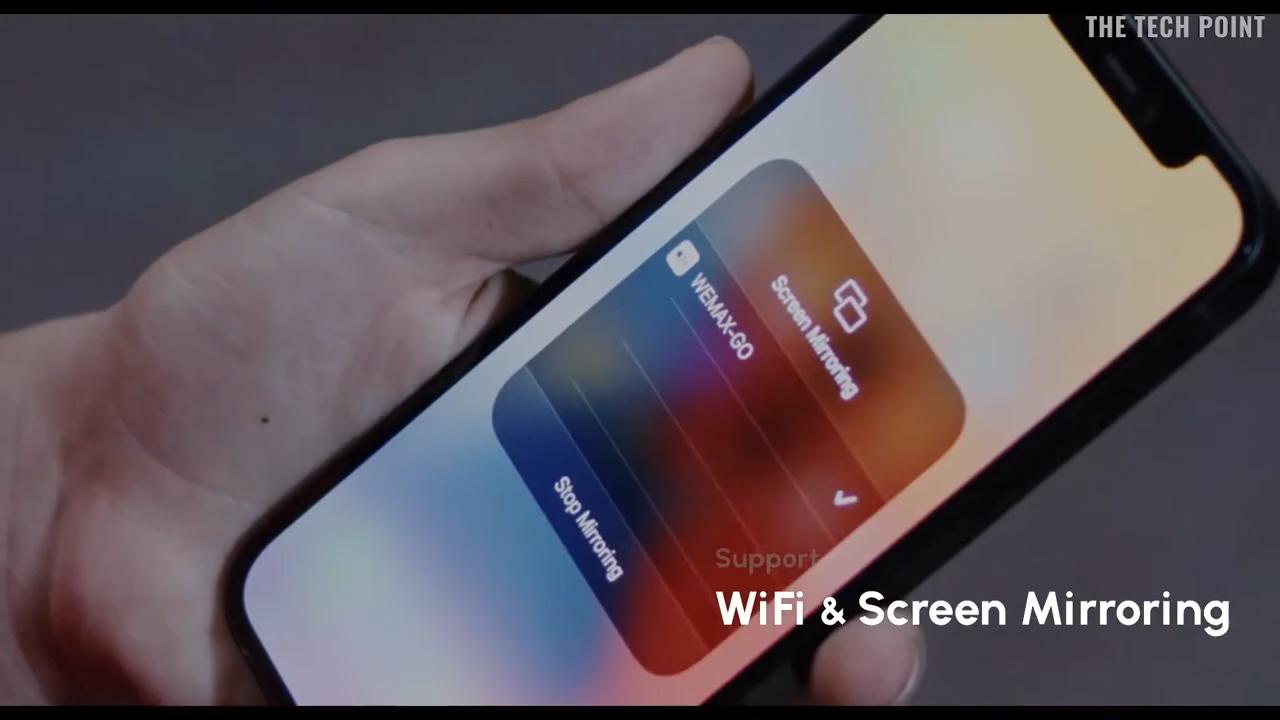 THE TECH POINT
Screen Mirroring
WEMAX-GO
Stop Mirroring
Support
WiFi & Screen Mirroring